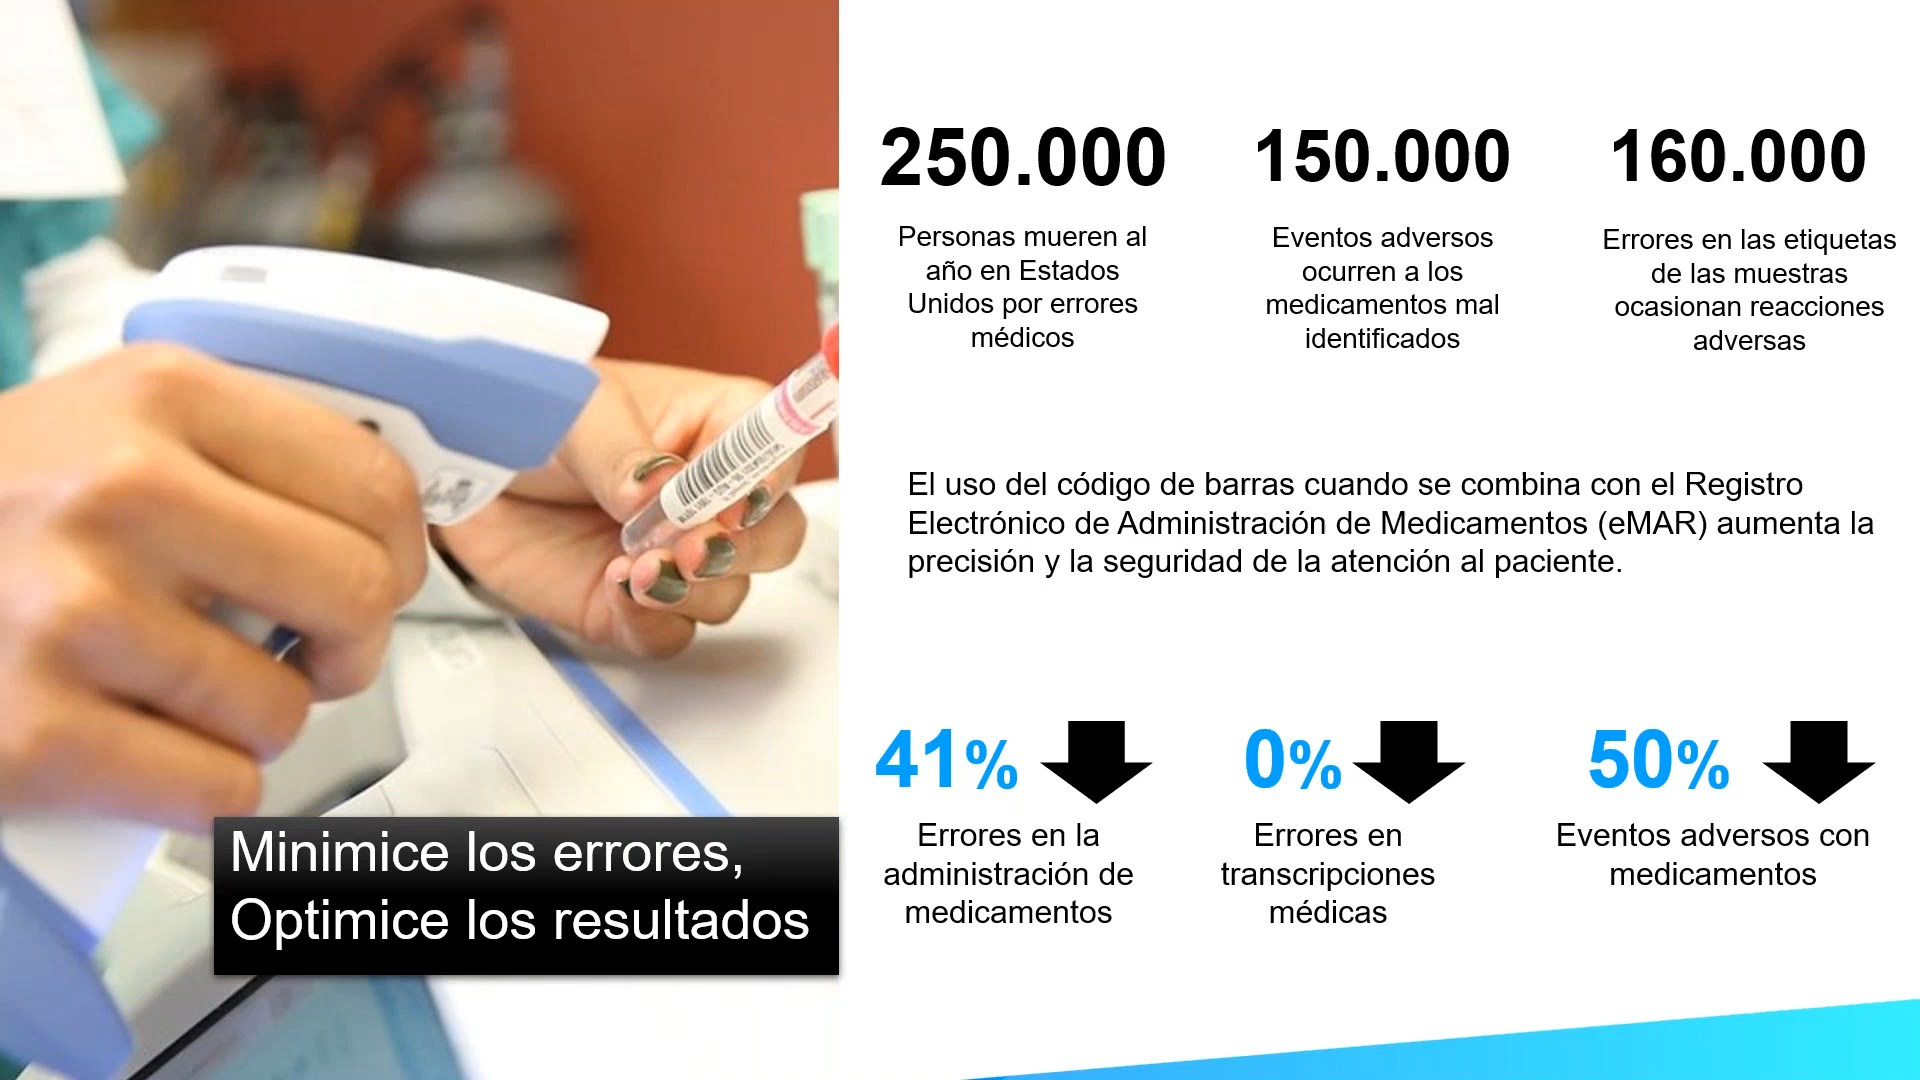 250.000
Personas mueren al
año en Estados
Unidos por errores
médicos
150.000
Eventos adversos
ocurren a los
medicamentos mal
identificados
160.000
Errores en las etiquetas
de las muestras
ocasionan reacciones
adversas
El uso del código de barras cuando se combina con el Registro
Electrónico de Administración de Medicamentos (eMAR) aumenta la
precisión y la seguridad de la atención al paciente.
41%
Errores en la
administración de
medicamentos
0%
Errores en
transcripciones
médicas
50%
Eventos adversos con
medicamentos
Minimice los errores,
Optimice los resultados